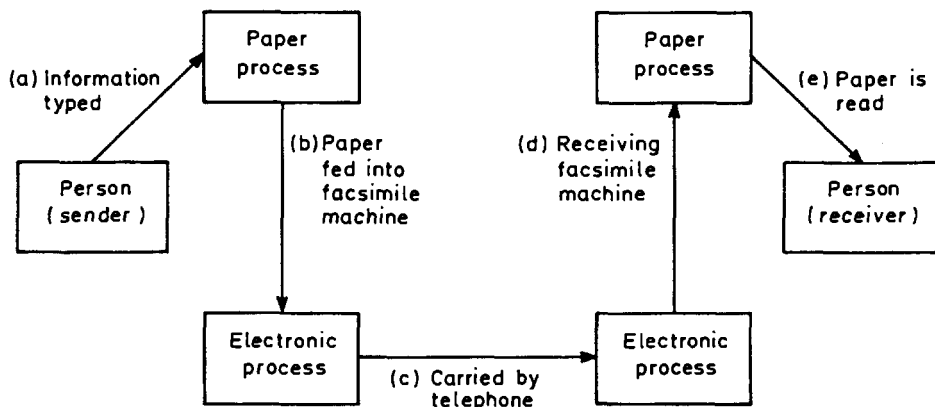 (a) Information
typed
Person
(sender)
Paper
process
(b) Paper
fed into
facsimile
machine
Electronic
process
(c) Carried by
telephone
Electronic
process
(d) Receiving
facsimile
machine
Paper
process
(e) Paper is
read
Person
(receiver)